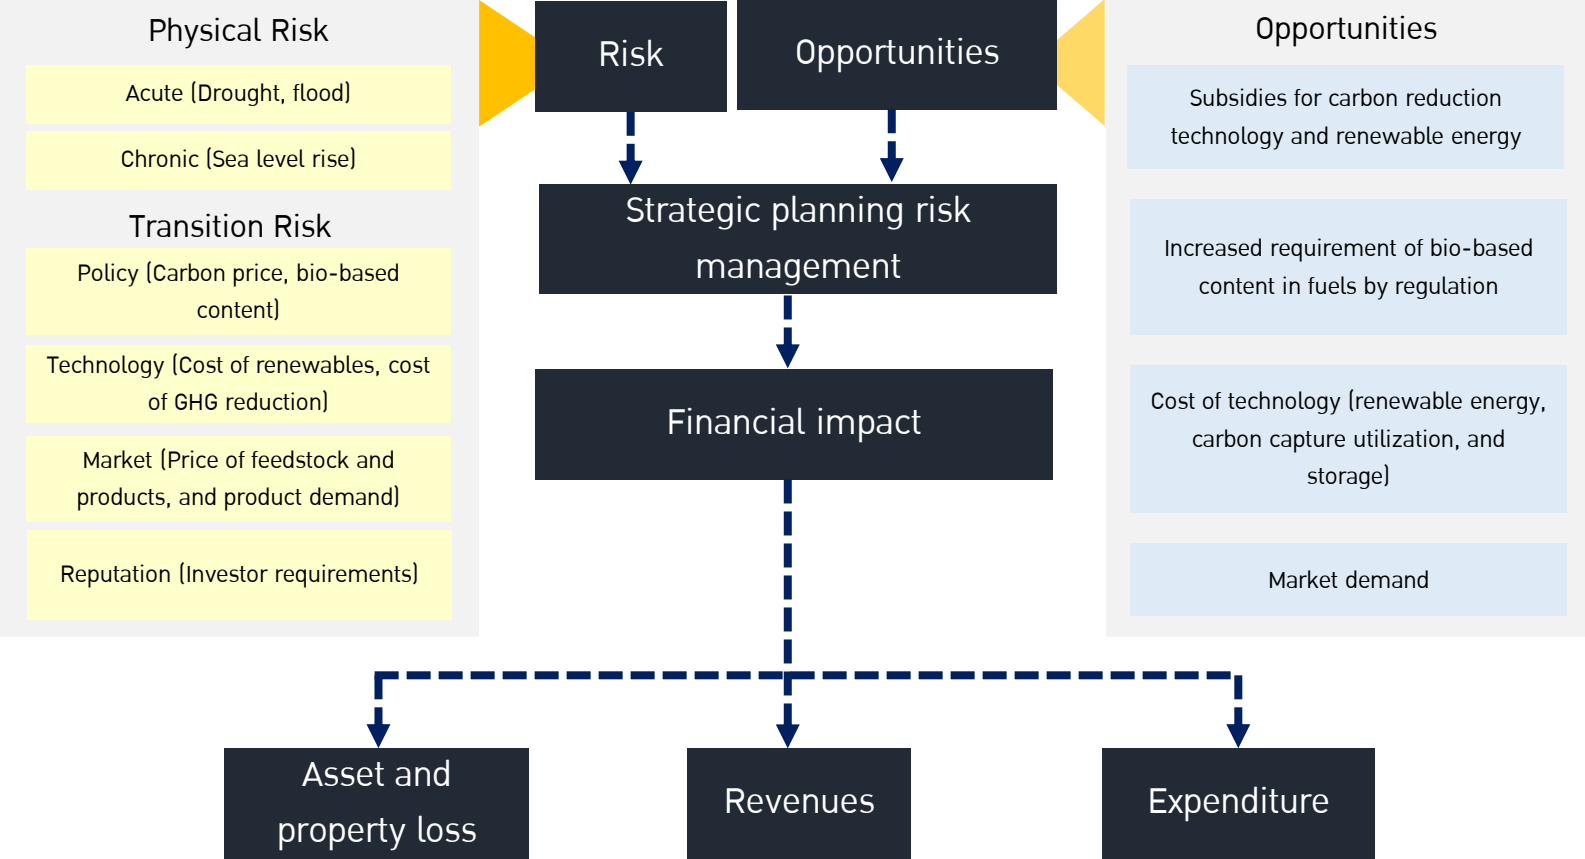 Physical Risk
Acute (Drought, flood)
Chronic (Sea level rise)
Transition Risk
Policy (Carbon price, bio-based
content)
Technology (Cost of renewables, cost
of GHG reduction)
Market (Price of feedstock and
products, and product demand)
Reputation (Investor requirements)
Risk
Opportunities
Strategic planning risk
management
Financial impact
Asset and
property loss
Revenues
Expenditure
Opportunities
Subsidies for carbon reduction
technology and renewable energy
Increased requirement of bio-based
content in fuels by regulation
Cost of technology (renewable energy,
carbon capture utilization, and
storage)
Market demand